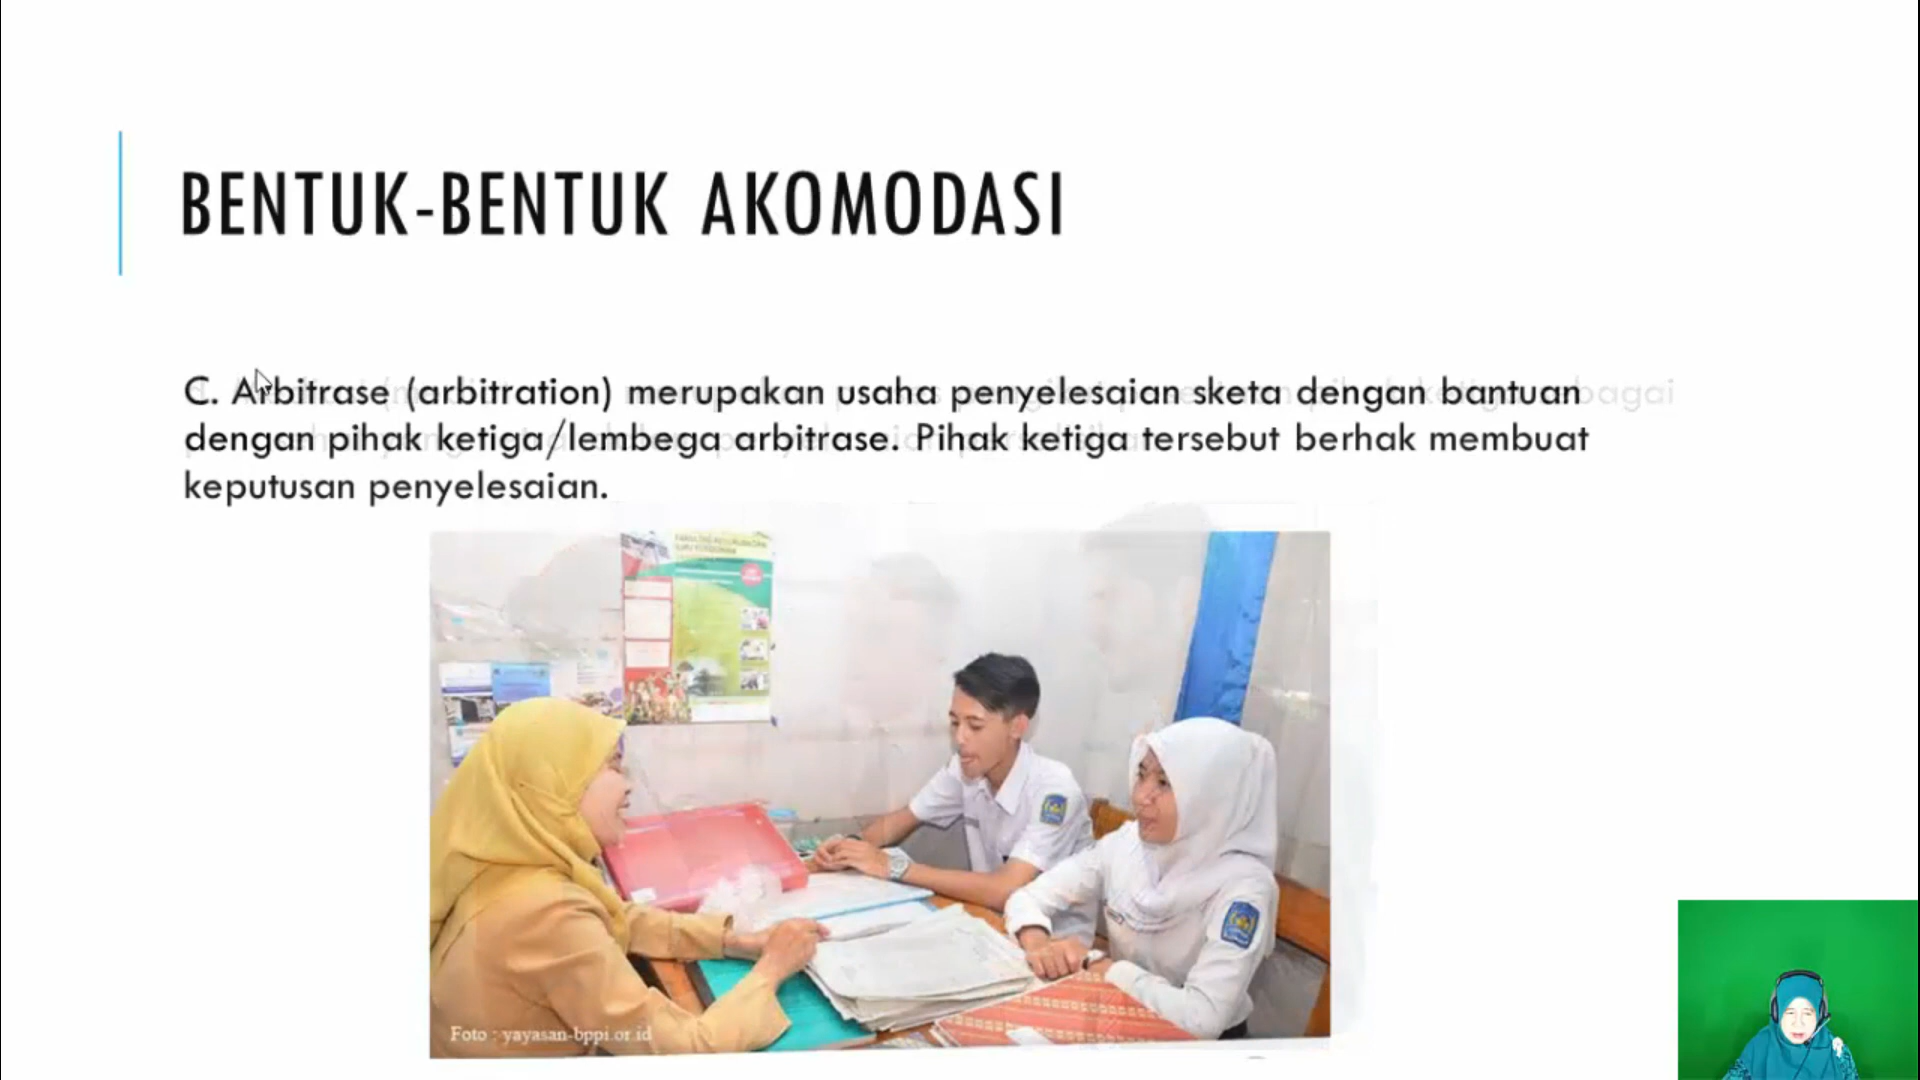 BENTUK-BENTUK AKOMODASI
C. Arbitrase (arbitration) merupakan usaha penyelesaian sketa dengan bantuan
dengan pihak ketiga/lembega arbitrase. Pihak ketiga tersebut berhak membuat
keputusan penyelesaian.
Foto : yayasan-bppi.or.id